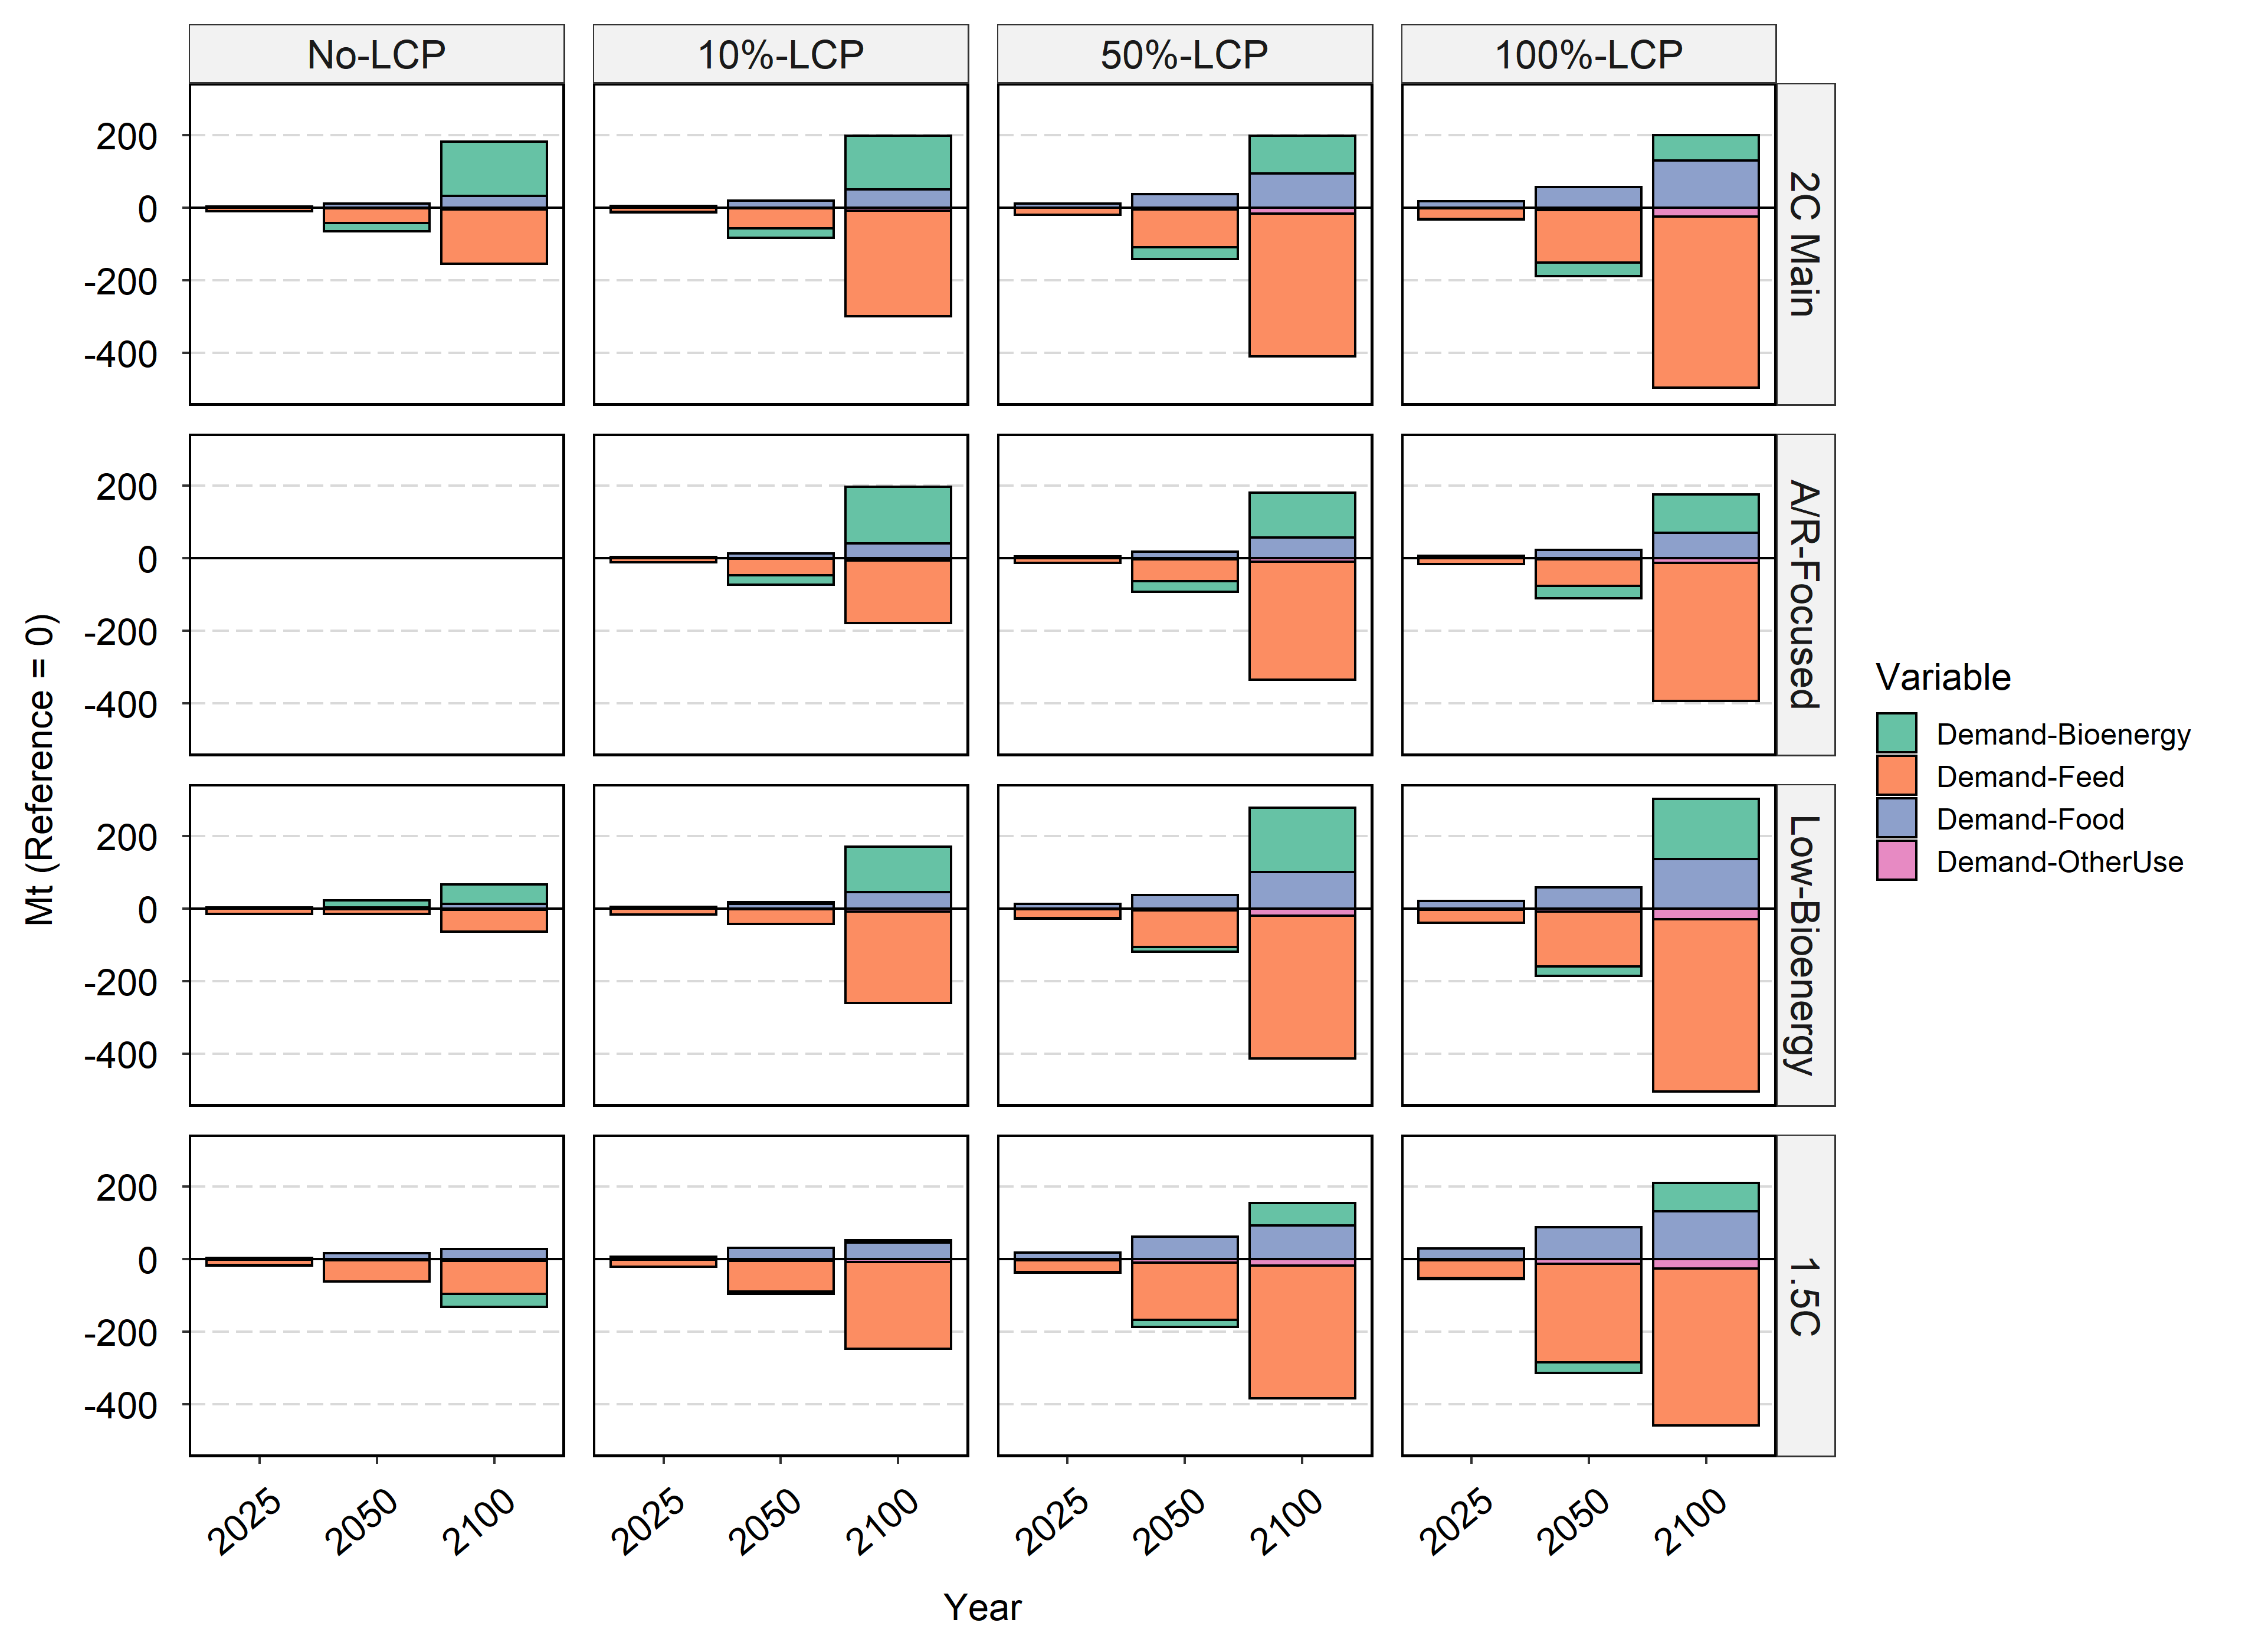 No-LCP 10%-LCP 50%-LCP 100%-LCP
200
0
-200
-400
2C Main
200
0
-200
-400
A/R-Focused
200
0
-200
-400
Low-Bioenergy
200
0
-200
-400
1.5C
Mt (Reference = 0)
2025 2050 2100 2025 2050 2100 2025 2050 2100 2025 2050 2100
Year
Variable
Demand-Bioenergy
Demand-Feed
Demand-Food
Demand-OtherUse